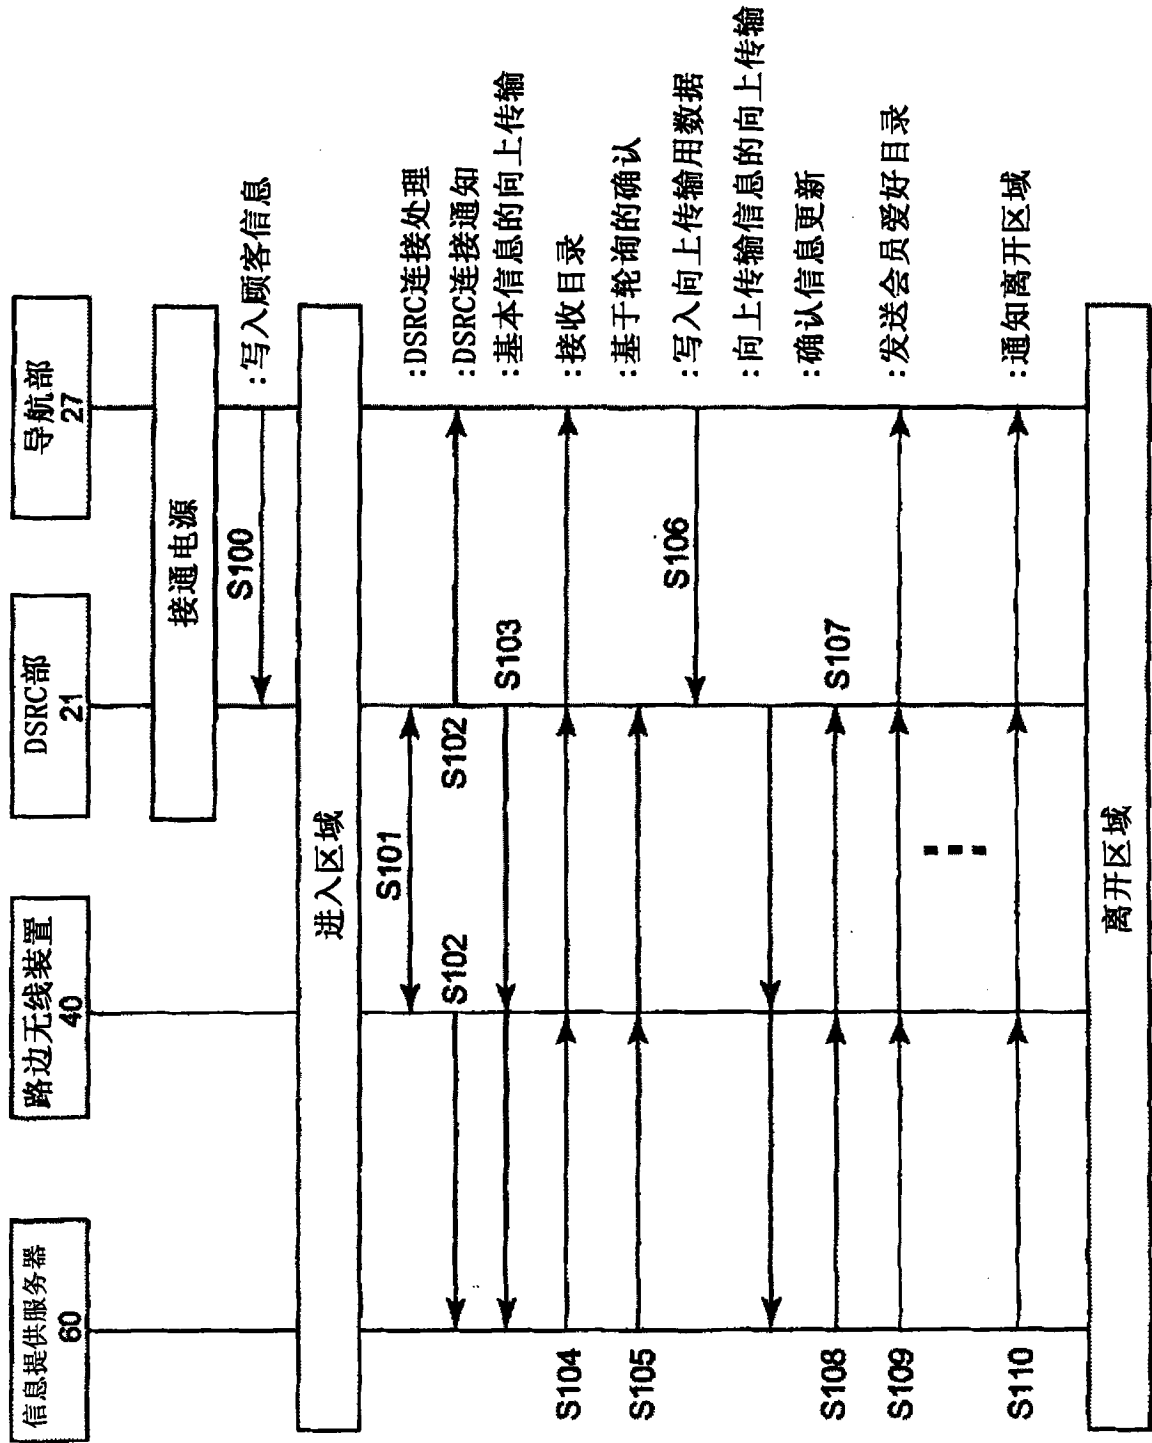 信息提供服务器
60
路边无线装置
40
DSRC部
21
导航部
27
接通电源
S100
:写入顾客信息
进入区域
S101
:DSRC连接处理
S102
S102
:DSRC连接通知
S103
:基本信息的向上传输
S104
:接收目录
S105
:基于轮询的确认
S106
:写入向上传输用数据
S107
:向上传输信息的向上传输
S108
:确认信息更新
S109
:发送会员爱好目录
S110
:通知离开区域
离开区域